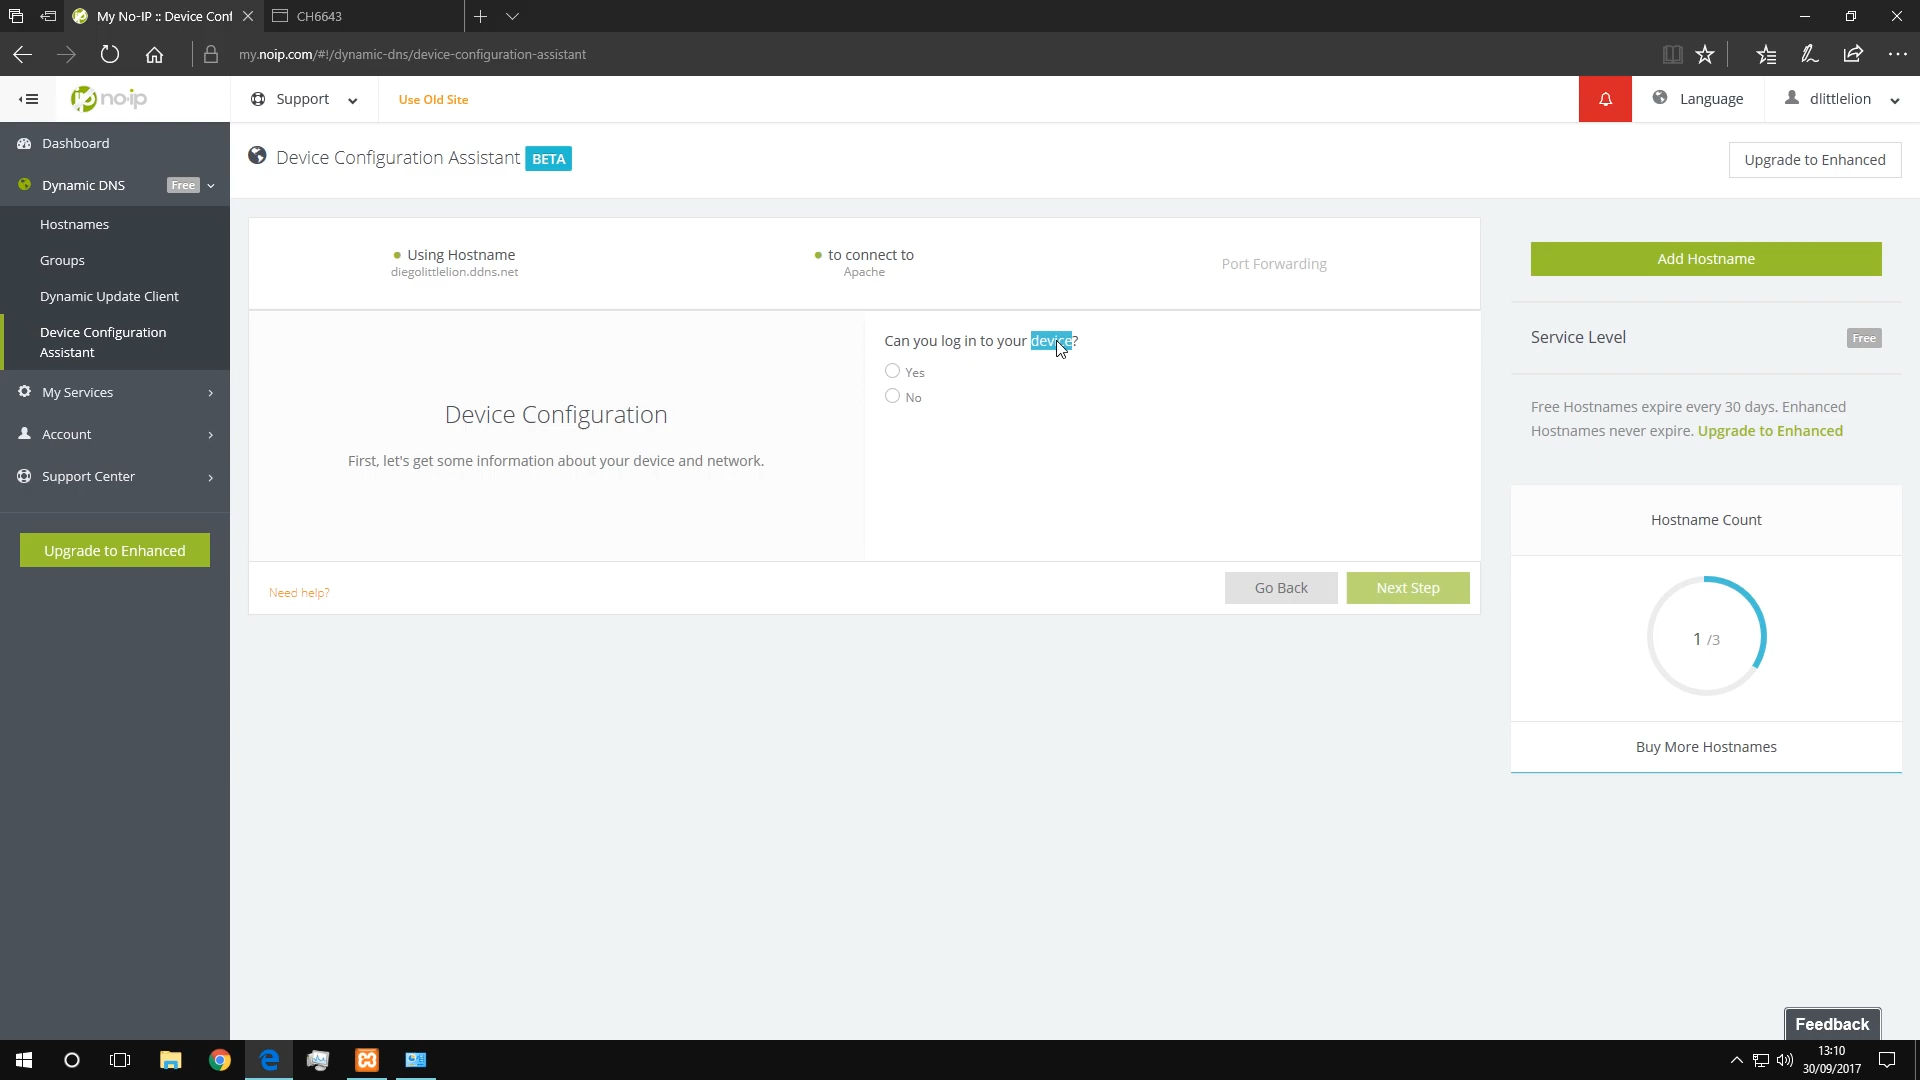 My No-IP :: Device Conf
CH6643
my.noip.com/#!/dynamic-dns/device-configuration-assistant
no-ip
Support
Use Old Site
Language
dlittlelion
Dashboard
Dynamic DNS
Free
Hostnames
Groups
Dynamic Update Client
Device Configuration
Assistant
My Services
Account
Support Center
Upgrade to Enhanced
Device Configuration Assistant BETA
Upgrade to Enhanced
Using Hostname
diegolittlelion.ddns.net
to connect to
Apache
Port Forwarding
Device Configuration
First, let's get some information about your device and network.
Can you log in to your device?
Yes
No
Need help?
Go Back
Next Step
Add Hostname
Service Level
Free
Free Hostnames expire every 30 days. Enhanced
Hostnames never expire. Upgrade to Enhanced
Hostname Count
1 /3
Buy More Hostnames
Feedback
13:10
30/09/2017